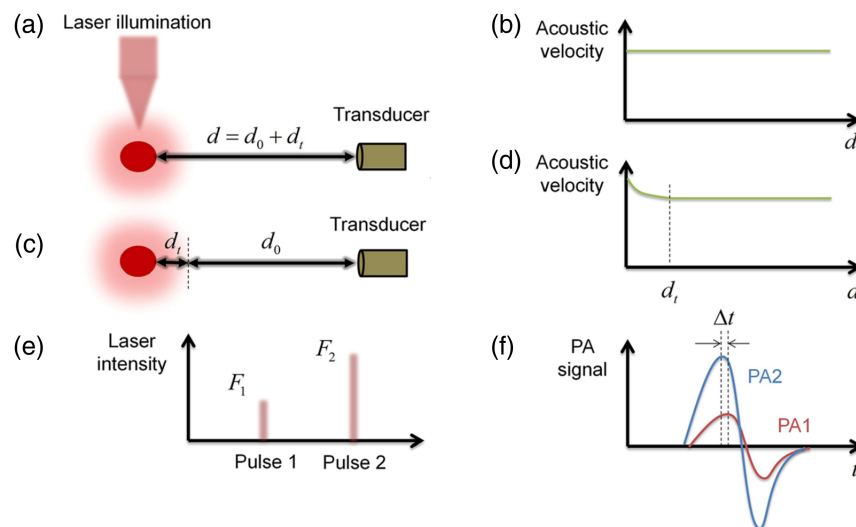 (a)
Laser illumination
Transducer
d = d₀ + dₜ
(b)
Acoustic
velocity
d
(c)
Transducer
dₜ
d₀
(d)
Acoustic
velocity
dₜ
d
(e)
Laser
intensity
F₁
F₂
Pulse 1
Pulse 2
(f)
PA
signal
Δt
PA2
PA1
t